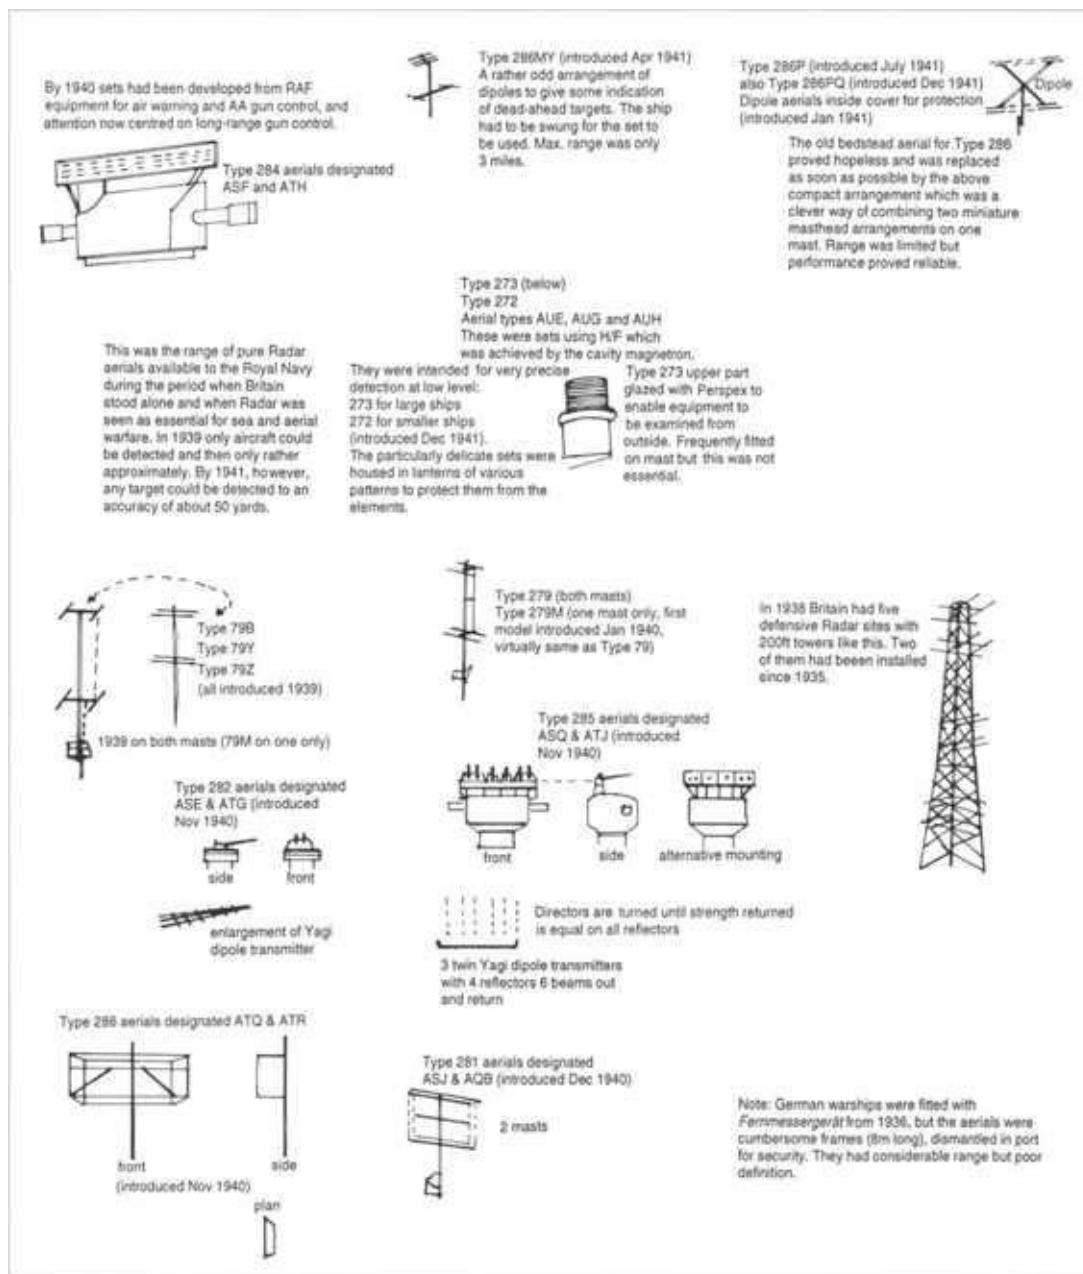 By 1940 sets had been developed from RAF
equipment for air warning and AA gun control, and
attention now centred on long-range gun control.
Type 284 aerials designated
ASF and ATH
Type 286MY (introduced Apr 1941)
A rather odd arrangement of
dipoles to give some indication
of dead-ahead targets. The ship
had to be swung for the set to
be used. Max. range was only
3 miles.
Type 286P (introduced July 1941)
also Type 286PQ (introduced Dec 1941)
Dipole aerials inside cover for protection
(introduced Jan 1941)
Dipole
The old bedstead aerial for Type 286
proved hopeless and was replaced
as soon as possible by the above
compact arrangement which was a
clever way of combining two miniature
masthead arrangements on one
mast. Range was limited but
performance proved reliable.
Type 273 (below)
Type 272
Aerial types AUE, AUG and AUH
These were sets using H/F which
was achieved by the cavity magnetron.
They were intended for very precise
detection at low level:
273 for large ships
272 for smaller ships
(introduced Dec 1941).
The particularly delicate sets were
housed in lanterns of various
patterns to protect them from the
elements.
Type 273 upper part
glazed with Perspex to
enable equipment to
be examined from
outside. Frequently fitted
on mast but this was not
essential.
This was the range of pure Radar
aerials available to the Royal Navy
during the period when Britain
stood alone and when Radar was
seen as essential for sea and aerial
warfare. In 1939 only aircraft could
be detected and then only rather
approximately. By 1941, however,
any target could be detected to an
accuracy of about 50 yards.
Type 79B
Type 79Y
Type 79Z
(all introduced 1939)
1939 on both masts (79M on one only)
Type 279 (both masts)
Type 279M (one mast only, first
model introduced Jan 1940,
virtually same as Type 79)
In 1938 Britain had five
defensive Radar sites with
200ft towers like this. Two
of them had beeen installed
since 1935.
Type 282 aerials designated
ASE & ATG (introduced
Nov 1940)
side
front
enlargement of Yagi
dipole transmitter
Type 285 aerials designated
ASQ & ATJ (introduced
Nov 1940)
front
side
alternative mounting
Directors are turned until strength returned
is equal on all reflectors
3 twin Yagi dipole transmitters
with 4 reflectors 6 beams out
and return
Type 286 aerials designated ATQ & ATR
front
side
(introduced Nov 1940)
plan
Type 281 aerials designated
ASJ & AQB (introduced Dec 1940)
2 masts
Note: German warships were fitted with
Fernmessergerät from 1936, but the aerials were
cumbersome frames (8m long), dismantled in port
for security. They had considerable range but poor
definition.